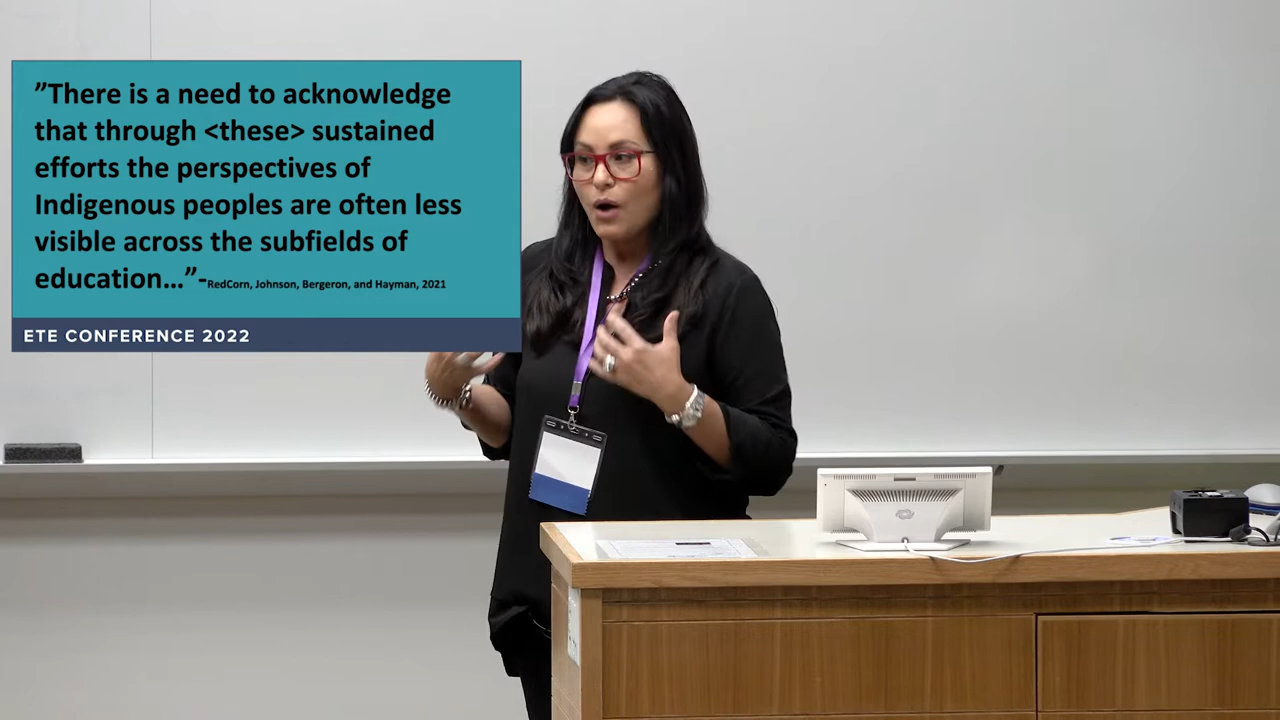 ”There is a need to acknowledge
that through <these> sustained
efforts the perspectives of
Indigenous peoples are often less
visible across the subfields of
education…”-RedCorn, Johnson, Bergeron, and Hayman, 2021
ETE CONFERENCE 2022